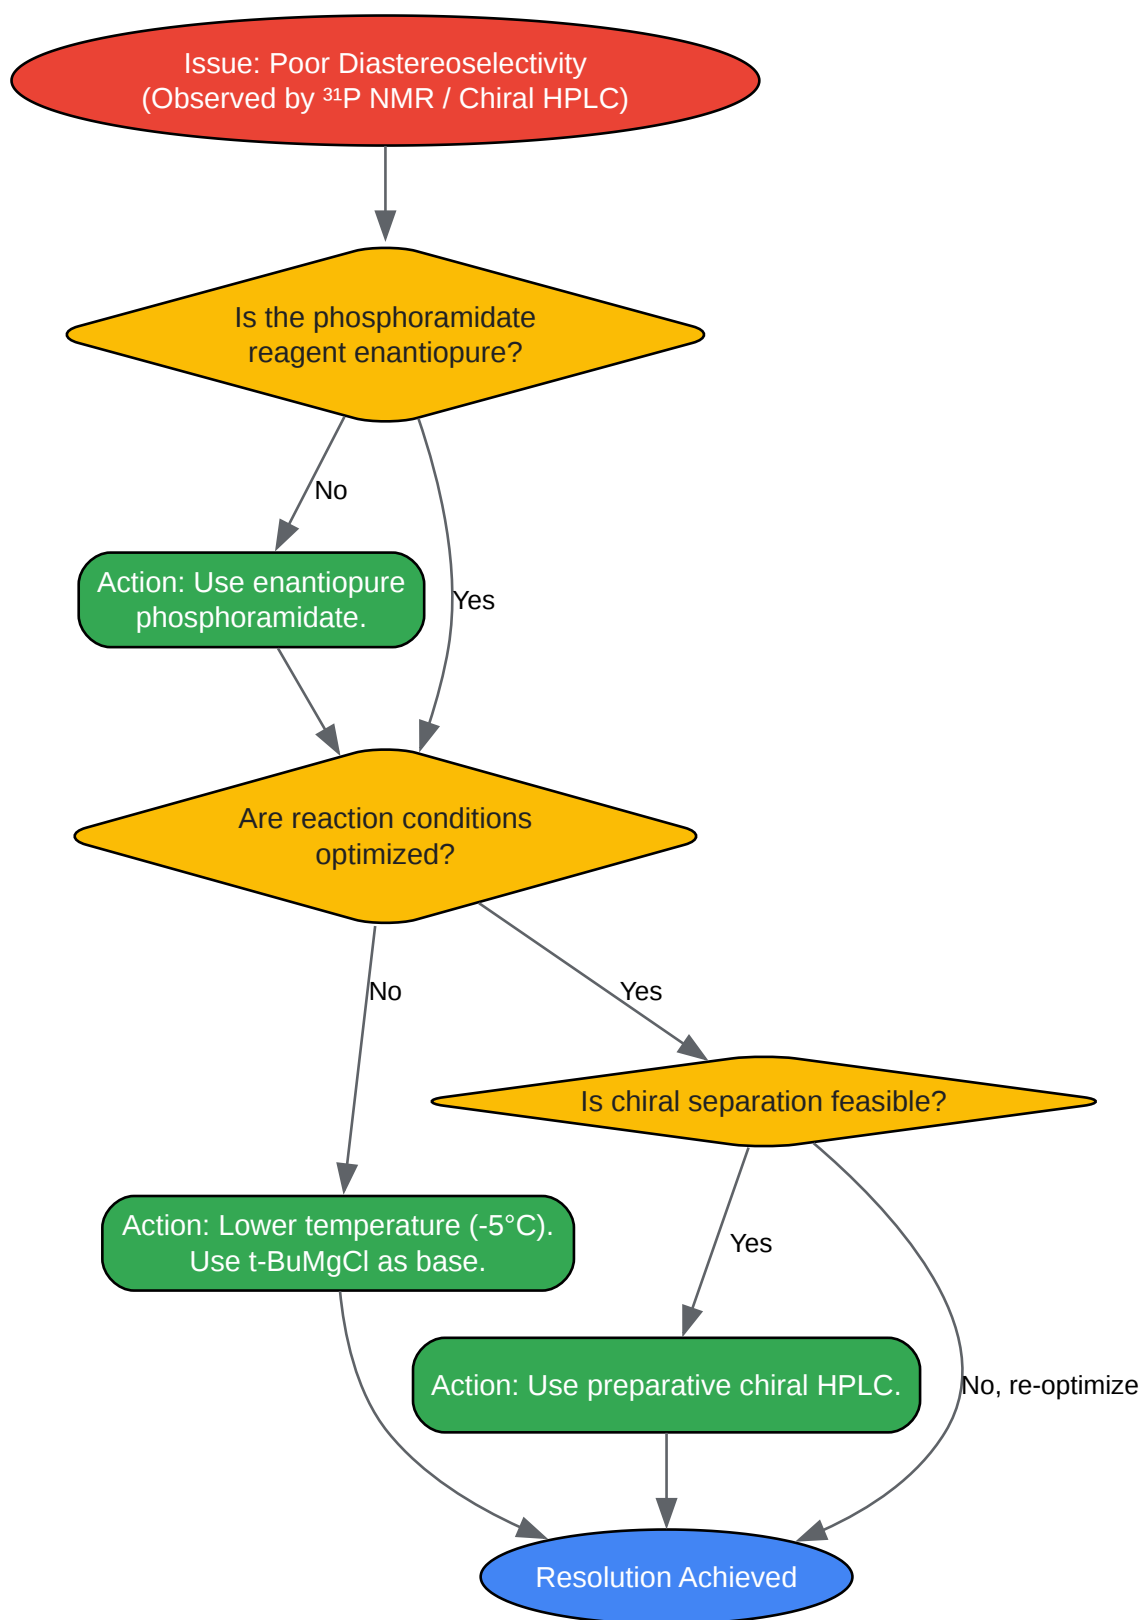 Issue: Poor Diastereoselectivity
(Observed by ³¹P NMR / Chiral HPLC)
Is the phosphoramidate
reagent enantiopure?
No
Action: Use enantiopure
phosphoramidate.
Yes
Are reaction conditions
optimized?
No
Yes
Is chiral separation feasible?
Action: Lower temperature (-5°C).
Use t-BuMgCl as base.
Yes
Action: Use preparative chiral HPLC.
No, re-optimize
Resolution Achieved